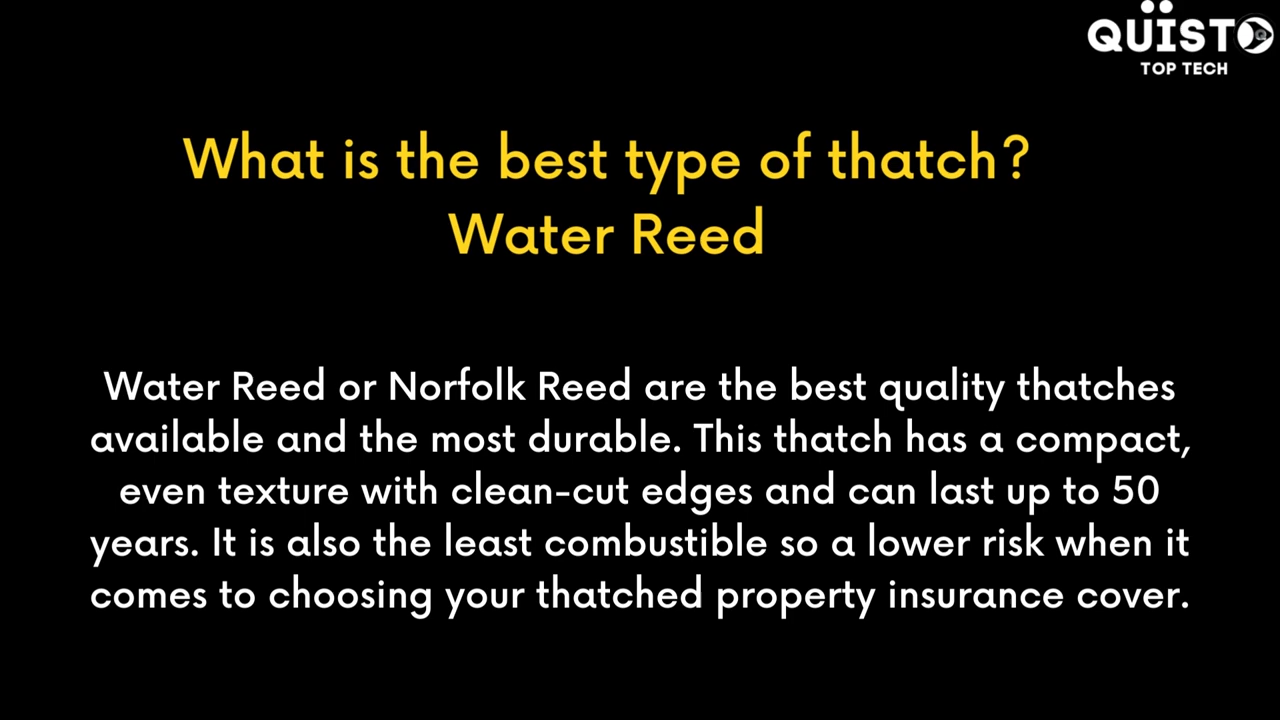 QUÏSTO
TOP TECH
What is the best type of thatch?
Water Reed
Water Reed or Norfolk Reed are the best quality thatches
available and the most durable. This thatch has a compact,
even texture with clean-cut edges and can last up to 50
years. It is also the least combustible so a lower risk when it
comes to choosing your thatched property insurance cover.